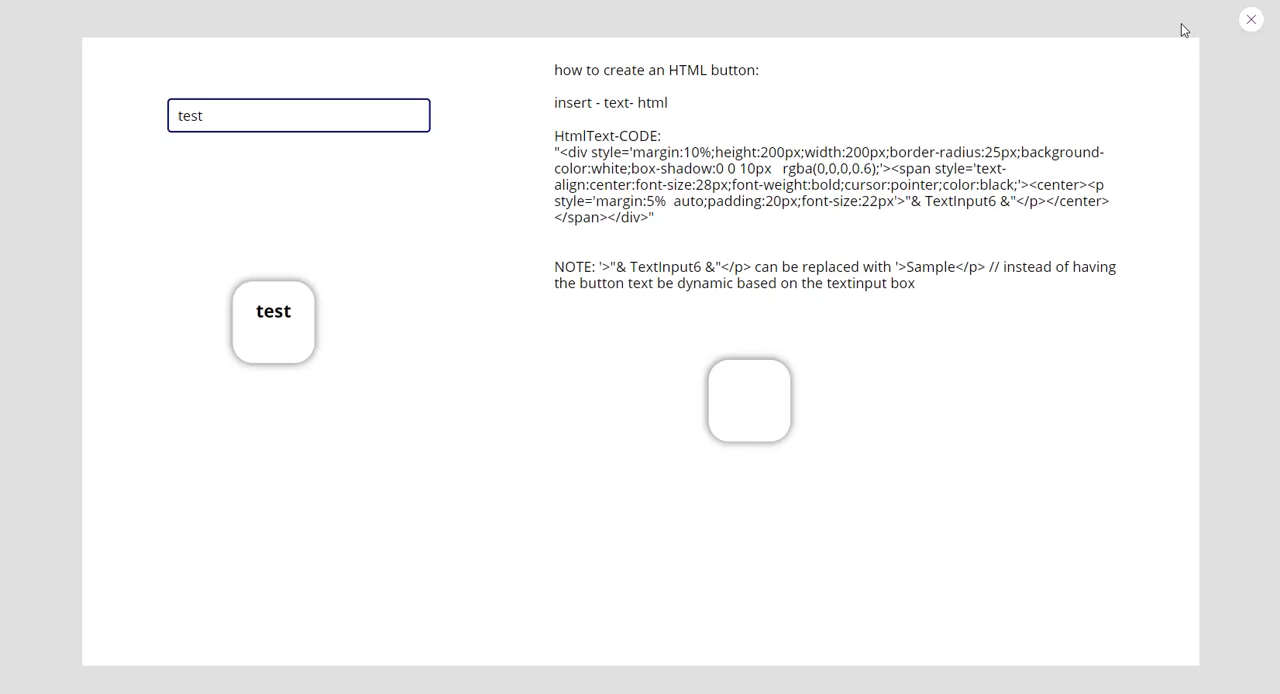 test
test
how to create an HTML button:
insert - text- html
HtmlText-CODE:
"<div style='margin:10%;height:200px;width:200px;border-radius:25px;background-
color:white;box-shadow:0 0 10px   rgba(0,0,0,0.6);'><span style='text-
align:center:font-size:28px;font-weight:bold;cursor:pointer;color:black;'><center><p
style='margin:5%  auto;padding:20px;font-size:22px'>"& TextInput6 &"</p></center>
</span></div>"
NOTE: '>"& TextInput6 &"</p> can be replaced with '>Sample</p> // instead of having
the button text be dynamic based on the textinput box